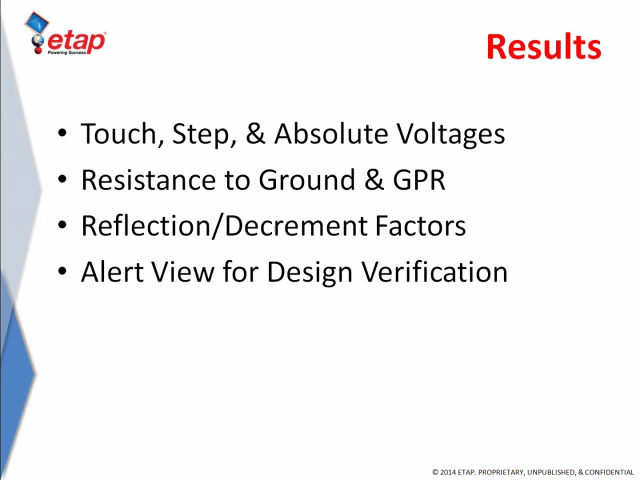 etap
Powering Success
Results
• Touch, Step, & Absolute Voltages
• Resistance to Ground & GPR
• Reflection/Decrement Factors
• Alert View for Design Verification
© 2014 ETAP. PROPRIETARY, UNPUBLISHED, & CONFIDENTIAL